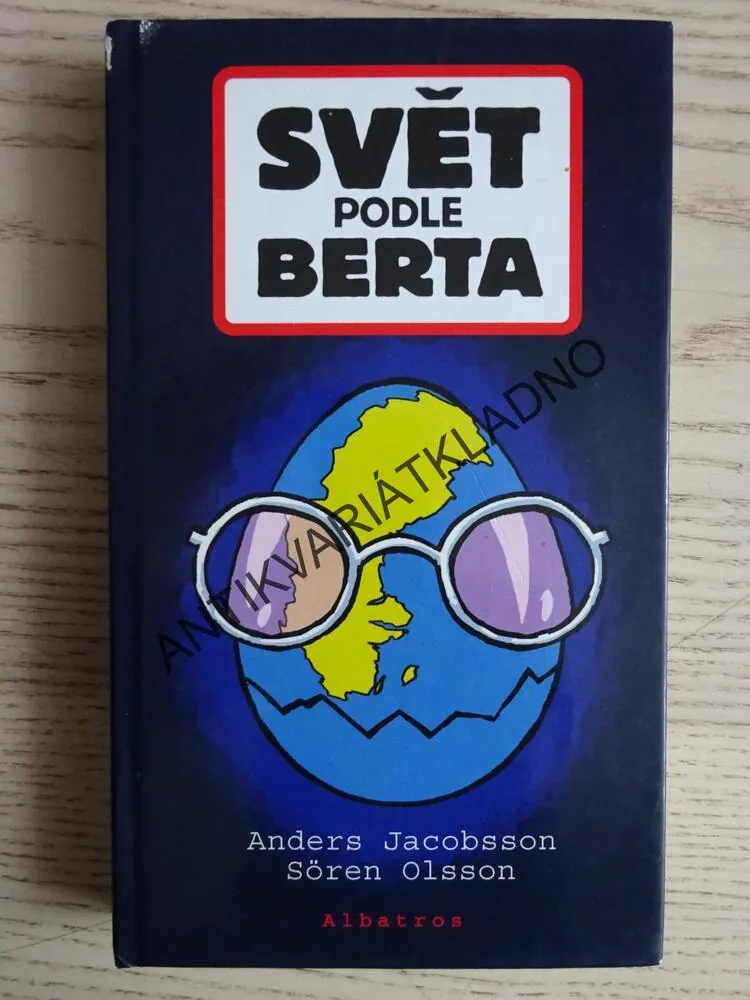 SVĚT
PODLE
BERTA
ANTIKVARIÁTKLADNO
Anders Jacobsson
Sören Olsson
Albatros